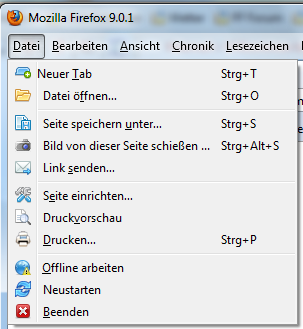 Mozilla Firefox 9.0.1
Datei Bearbeiten Ansicht Chronik Lesezeichen
Neuer Tab Strg+T
Datei öffnen... Strg+O
Seite speichern unter... Strg+S
Bild von dieser Seite schießen ... Strg+Alt+S
Link senden...
Seite einrichten...
Druckvorschau
Drucken... Strg+P
Offline arbeiten
Neustarten
Beenden